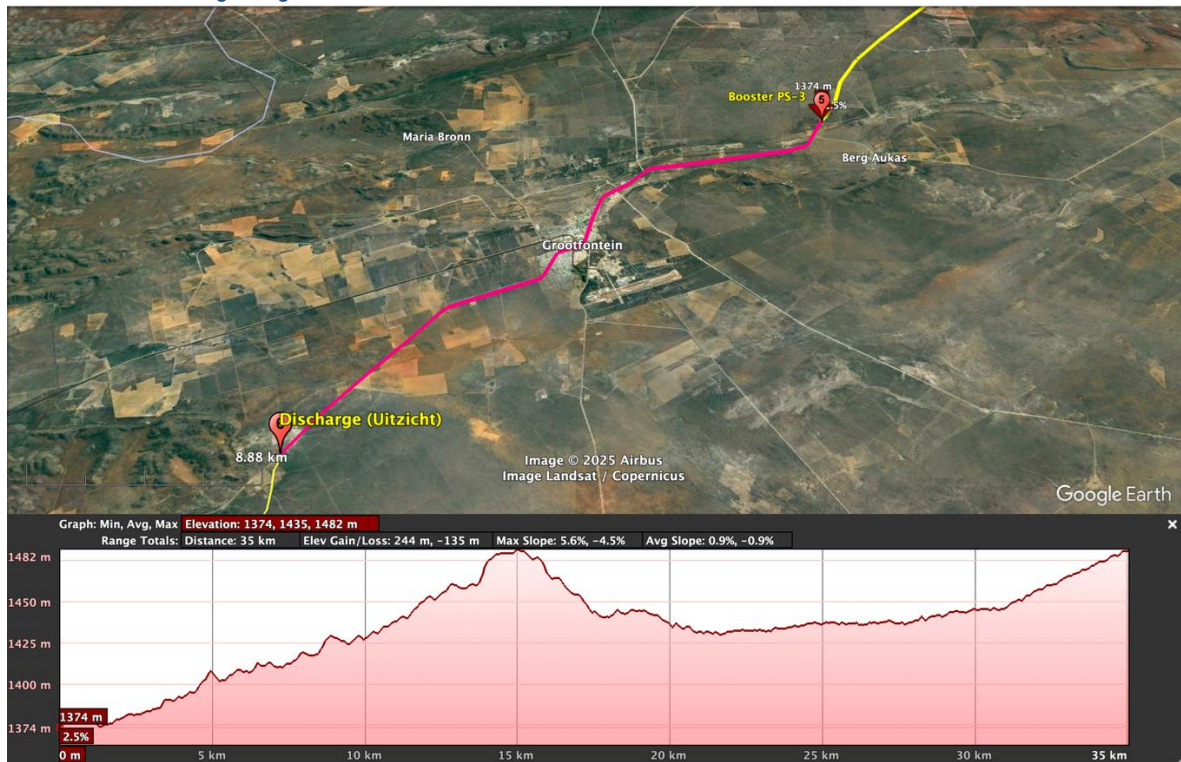 1374 m
Booster PS-3
5
.5%
Maria Bronn
Berg Aukas
Grootfontein
Discharge (Uitzicht)
8.88 km
Image © 2025 Airbus
Image Landsat / Copernicus
Google Earth
Graph: Min, Avg, Max Elevation: 1374, 1435, 1482 m
Range Totals: Distance: 35 km Elev Gain/Loss: 244 m, -135 m Max Slope: 5.6%, -4.5% Avg Slope: 0.9%, -0.9%
1482 m
1450 m
1425 m
1400 m
1374 m
1374 m
2.5%
0 m 5 km 10 km 15 km 20 km 25 km 30 km 35 km